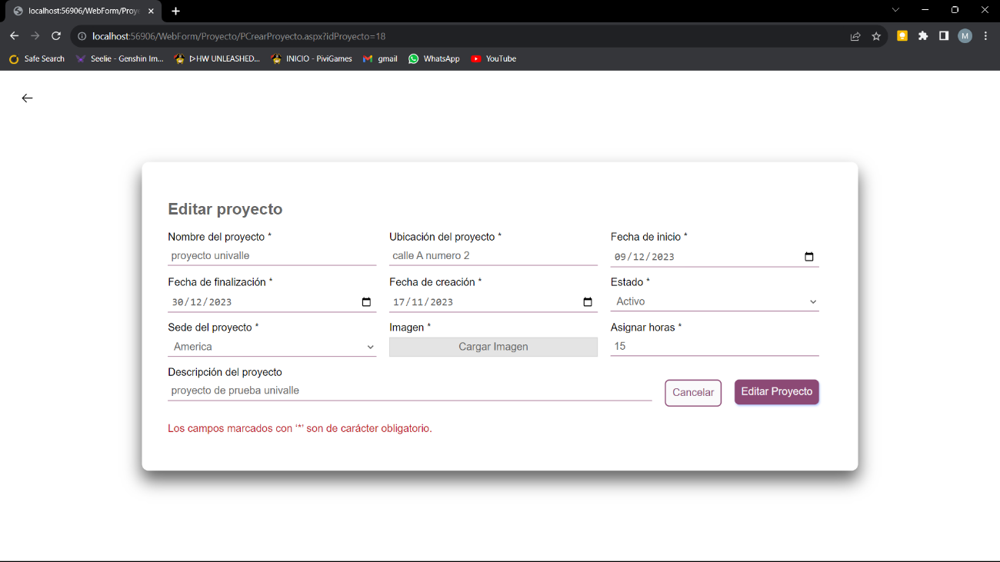 localhost:56906/WebForm/Proy
localhost:56906/WebForm/Proyecto/PCrearProyecto.aspx?idProyecto=18
M
Safe Search
Seelie - Genshin Im...
ᐅHW UNLEASHED...
INICIO - PiviGames
gmail
WhatsApp
YouTube
Editar proyecto
Nombre del proyecto *
Ubicación del proyecto *
Fecha de inicio *
proyecto univalle
calle A numero 2
09/12/2023
Fecha de finalización *
Fecha de creación *
Estado *
30/12/2023
17/11/2023
Activo
Sede del proyecto *
Imagen *
Asignar horas *
America
Cargar Imagen
15
Descripción del proyecto
proyecto de prueba univalle
Cancelar
Editar Proyecto
Los campos marcados con ‘*’ son de carácter obligatorio.